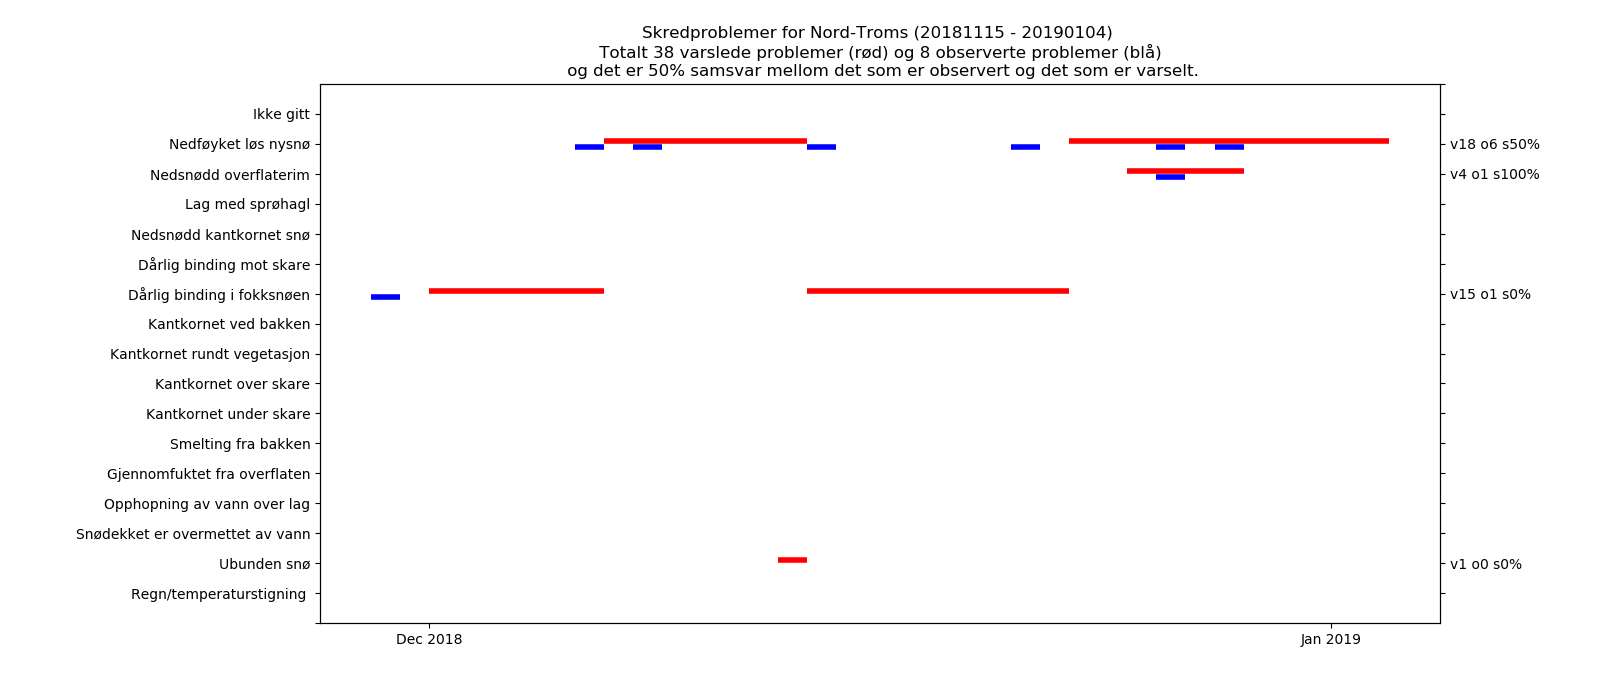 Skredproblemer for Nord-Troms (20181115 - 20190104)
Totalt 38 varslede problemer (rød) og 8 observerte problemer (blå)
og det er 50% samsvar mellom det som er observert og det som er varselt.
Ikke gitt
Nedføyket løs nysnø
v18 o6 s50%
Nedsnødd overflaterim
v4 o1 s100%
Lag med sprøhagl
Nedsnødd kantkornet snø
Dårlig binding mot skare
Dårlig binding i fokksnøen
v15 o1 s0%
Kantkornet ved bakken
Kantkornet rundt vegetasjon
Kantkornet over skare
Kantkornet under skare
Smelting fra bakken
Gjennomfuktet fra overflaten
Opphopning av vann over lag
Snødekket er overmettet av vann
Ubunden snø
v1 o0 s0%
Regn/temperaturstigning
Dec 2018
Jan 2019